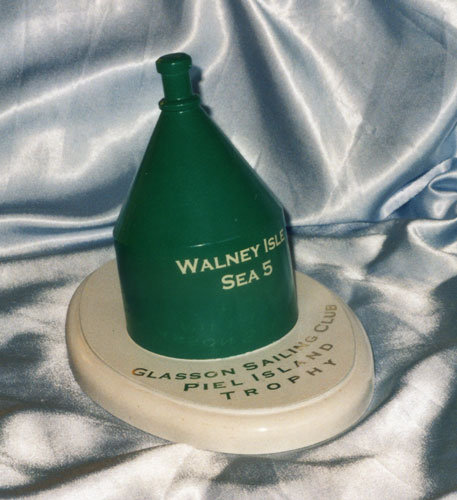 WALNEY ISLE
SEA 5
GLASSON SAILING CLUB
PIEL ISLAND
TROPHY